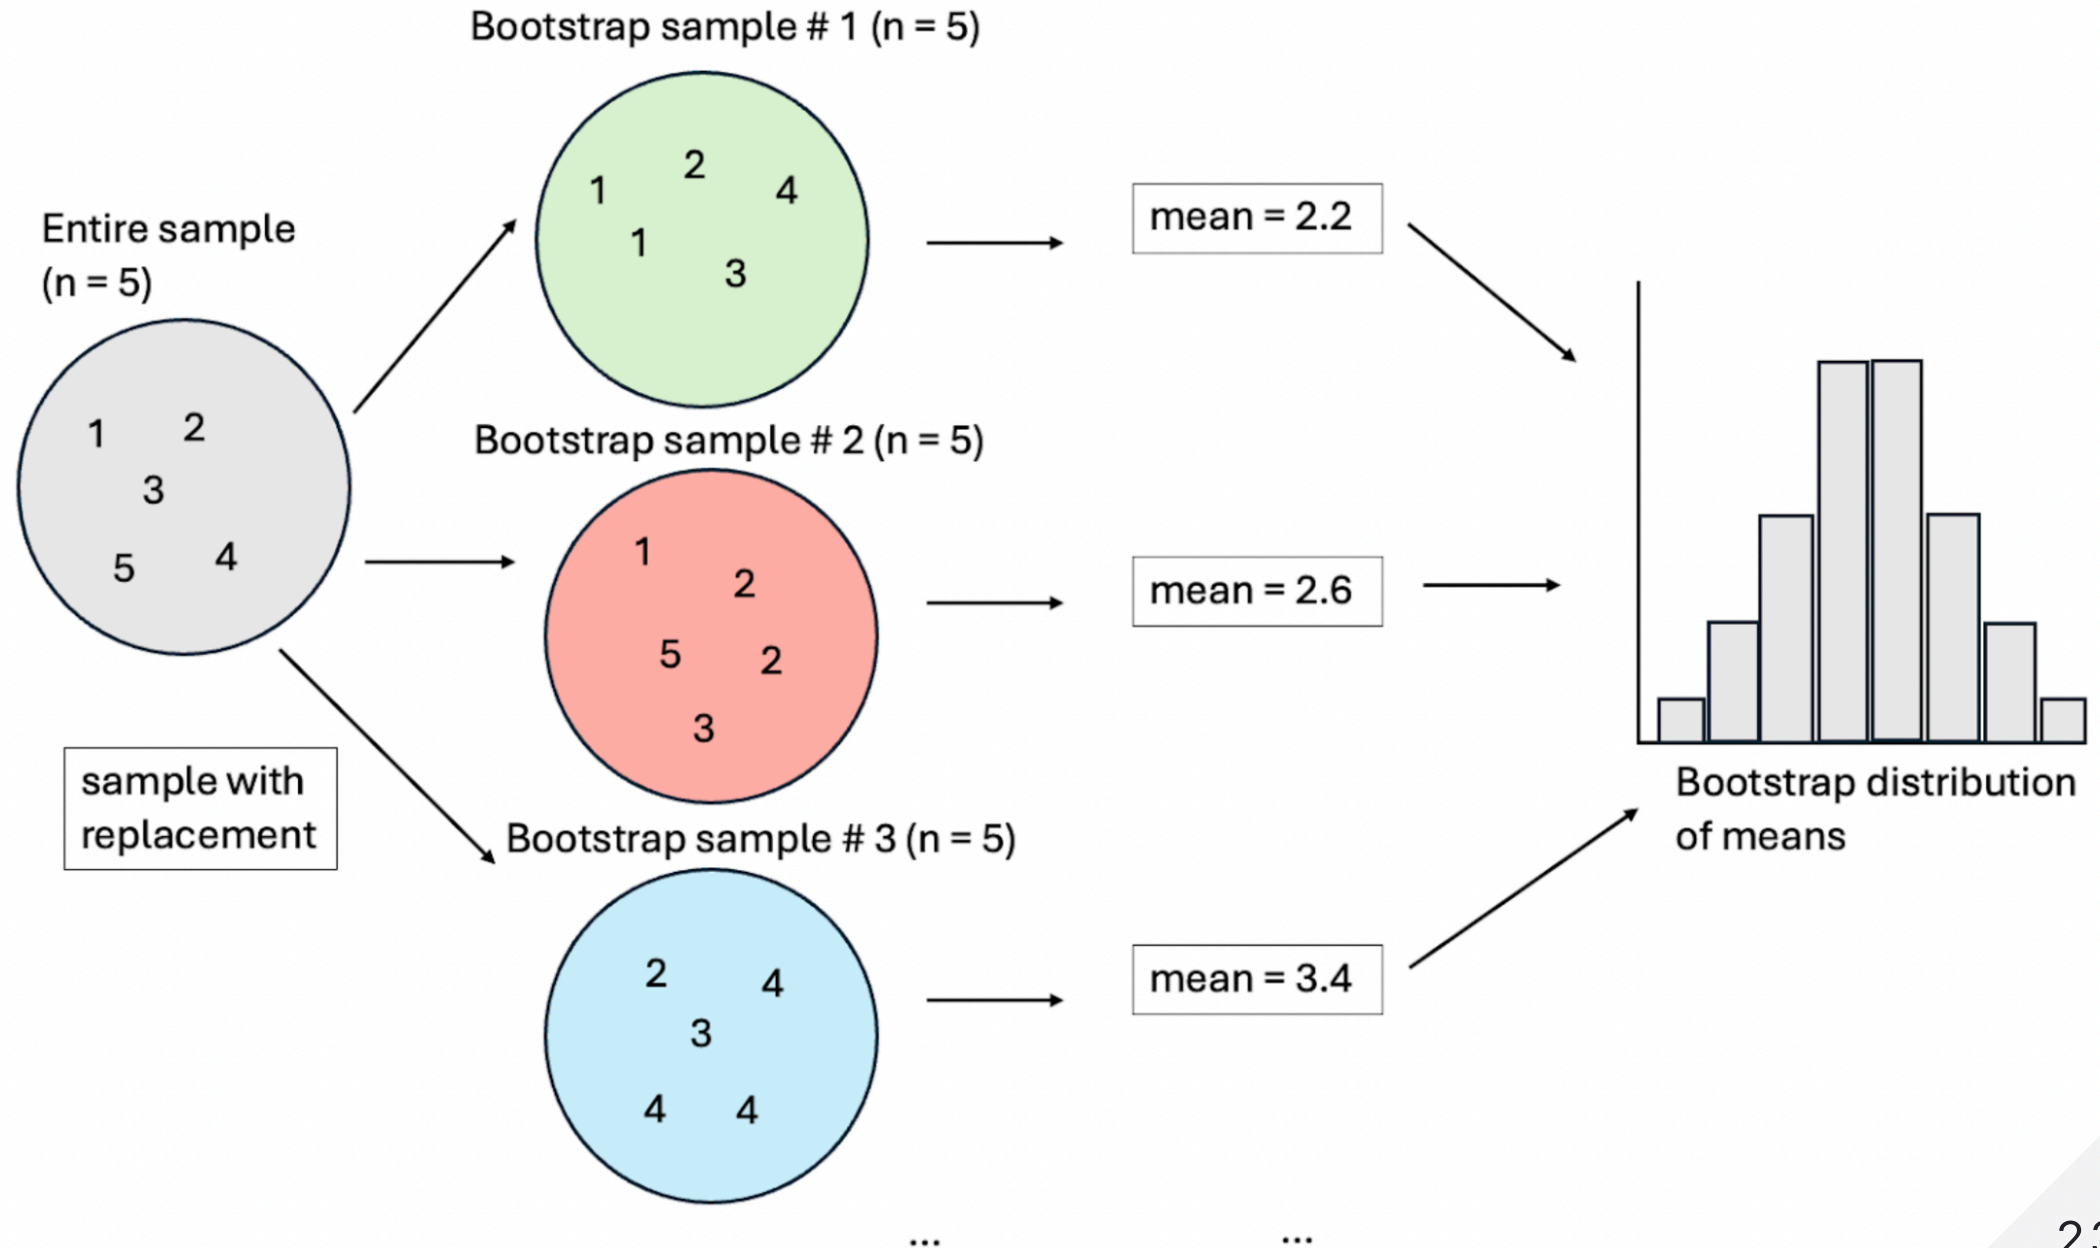 Bootstrap sample # 1 (n = 5)
1
2
4
1
3
mean = 2.2
Entire sample
(n = 5)
1
2
3
5
4
sample with
replacement
Bootstrap sample # 2 (n = 5)
1
2
5
2
3
mean = 2.6
Bootstrap sample # 3 (n = 5)
2
4
3
4
4
mean = 3.4
Bootstrap distribution
of means
...
...